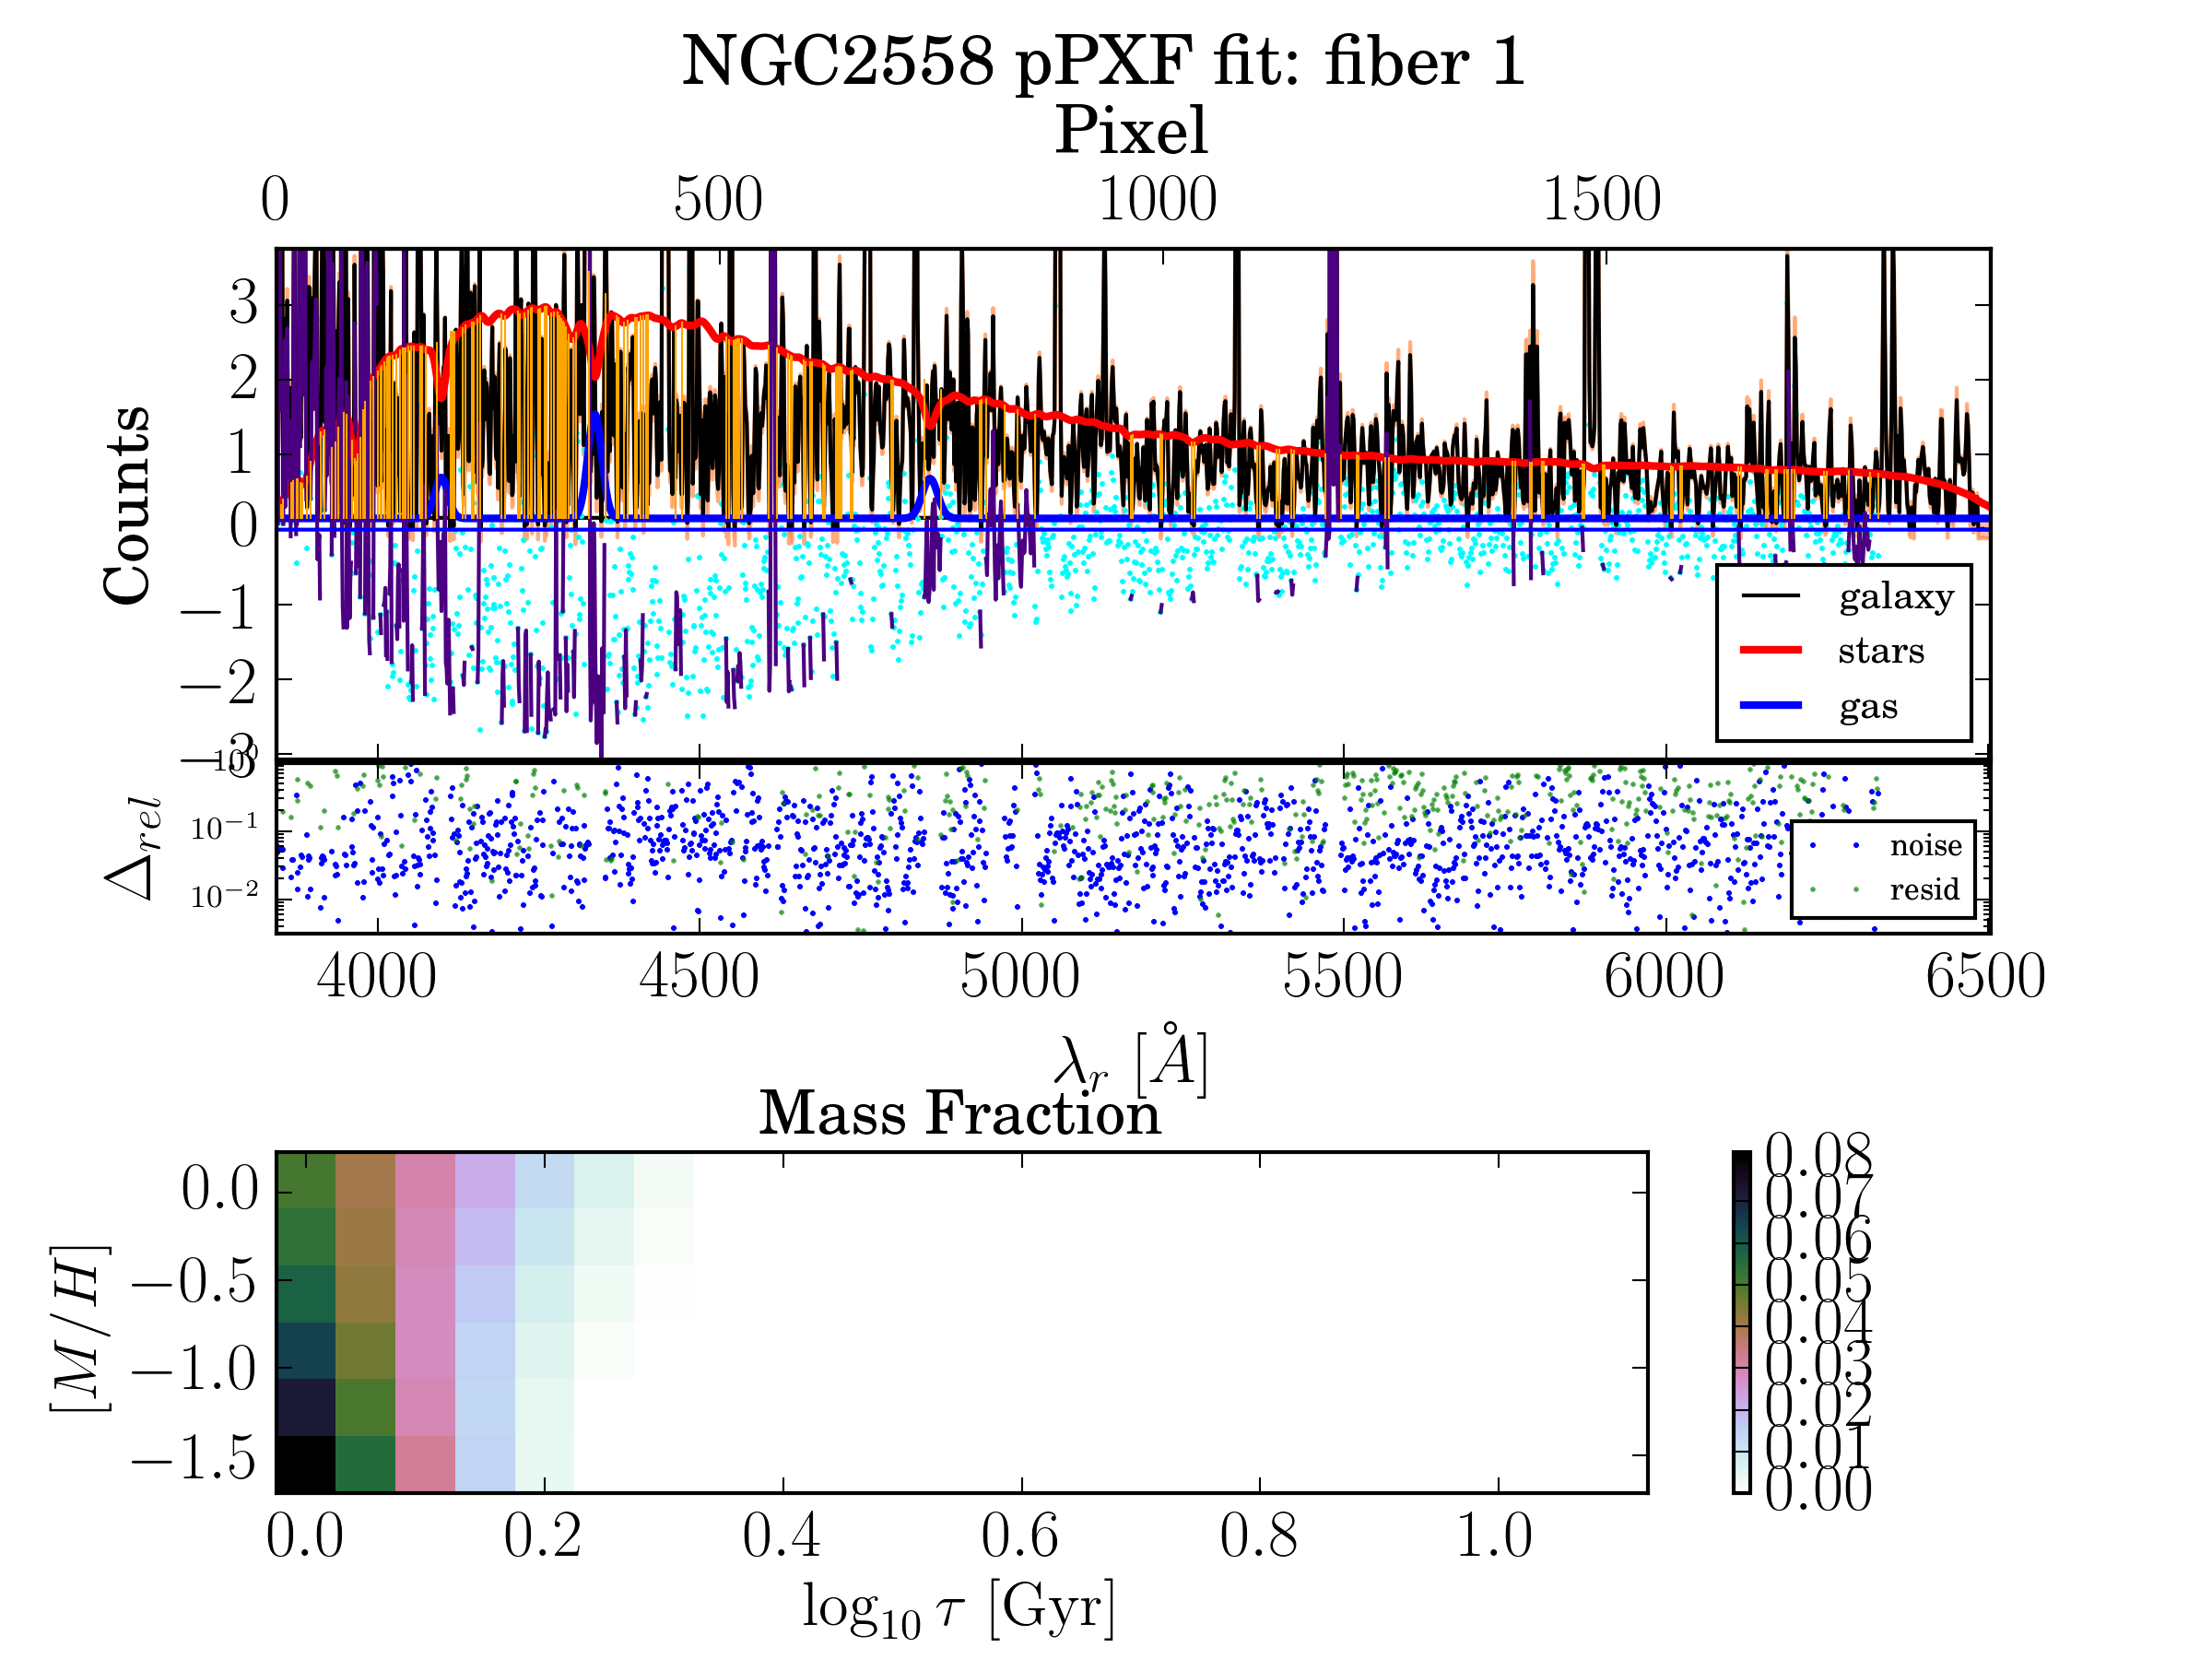 NGC2558 pPXF fit: fiber 1
Pixel
0 500 1000 1500
Counts
3
2
1
0
−1
−2
−3
galaxy
stars
gas
Δrel
10⁰
10⁻¹
10⁻²
noise
resid
4000 4500 5000 5500 6000 6500
λr [Å]
Mass Fraction
[M/H]
0.0
−0.5
−1.0
−1.5
0.0 0.2 0.4 0.6 0.8 1.0
log₁₀ τ [Gyr]
0.08
0.07
0.06
0.05
0.04
0.03
0.02
0.01
0.00